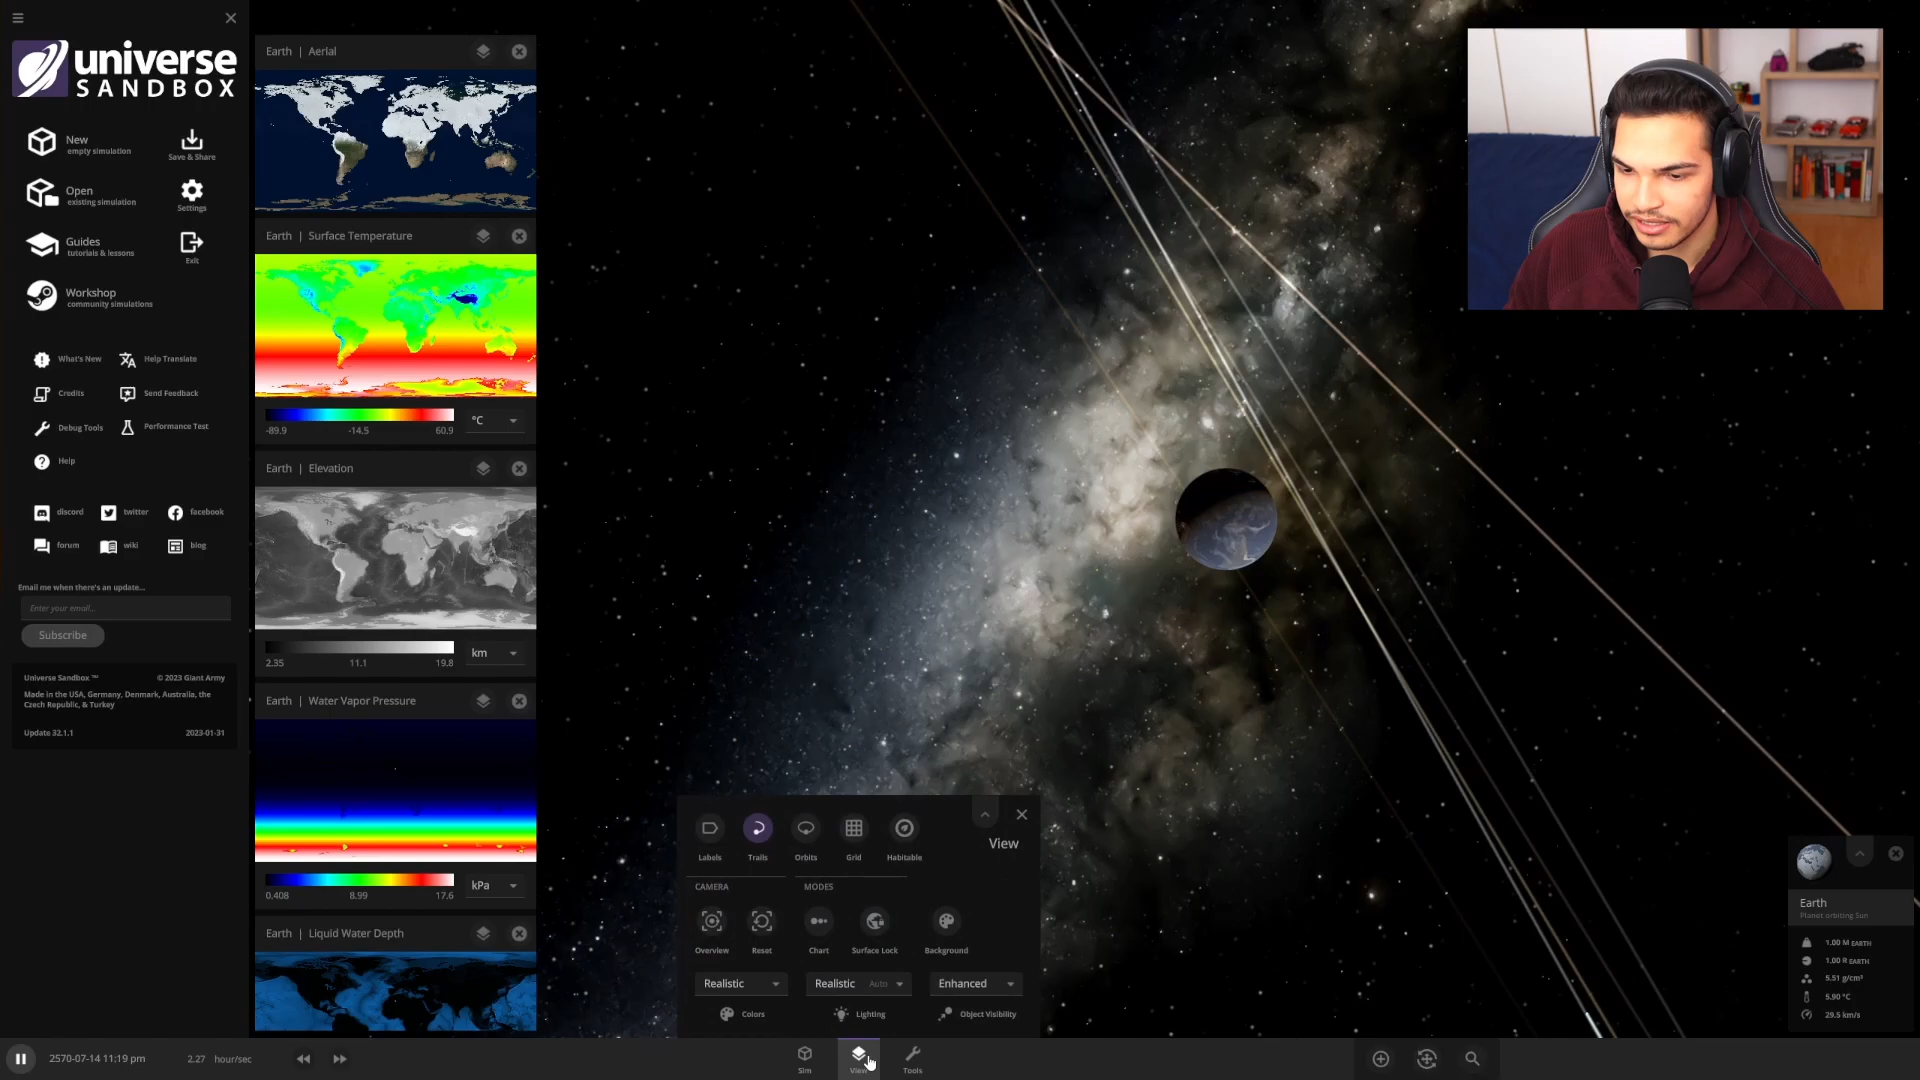 universe
SANDBOX
New
empty simulation
Save & Share
Open
existing simulation
Settings
Guides
tutorials & lessons
Exit
Workshop
community simulations
What's New
Help Translate
Credits
Send Feedback
Debug Tools
Performance Test
Help
discord
twitter
facebook
forum
wiki
blog
Email me when there's an update...
Enter your email...
Subscribe
Universe Sandbox ™
© 2023 Giant Army
Made in the USA, Germany, Denmark, Australia, the
Czech Republic, & Turkey
Update 32.1.1
2023-01-31
Earth | Aerial
Earth | Surface Temperature
°C
-89.9 -14.5 60.9
Earth | Elevation
km
2.35 11.1 19.8
Earth | Water Vapor Pressure
kPa
0.408 8.99 17.6
Earth | Liquid Water Depth
View
Labels Trails Orbits Grid Habitable
CAMERA MODES
Overview Reset Chart Surface Lock Background
Realistic Realistic Auto Enhanced
Colors Lighting Object Visibility
Earth
Planet orbiting Sun
1.00 M EARTH
1.00 R EARTH
5.51 g/cm³
5.90 °C
29.5 km/s
2570-07-14 11:19 pm 2.27 hour/sec
Sim View Tools